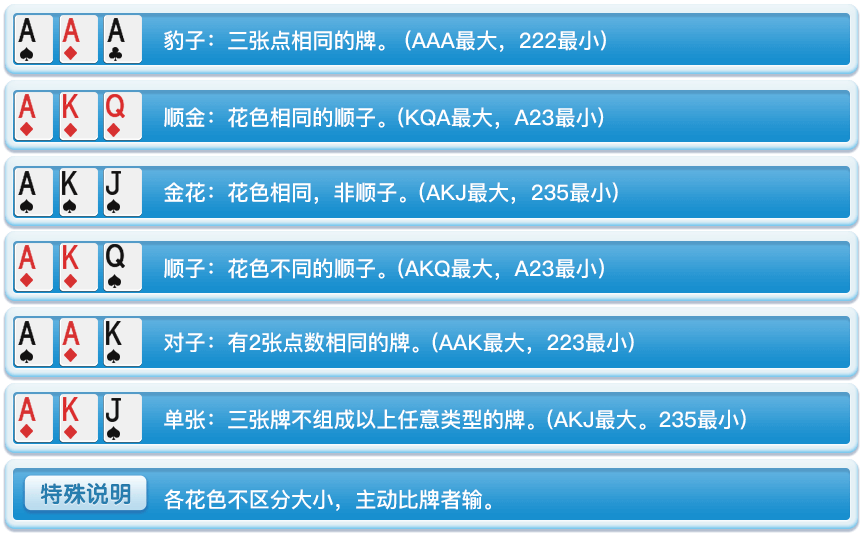 A A A 豹子：三张点相同的牌。（AAA最大，222最小）
A K Q 顺金：花色相同的顺子。（KQA最大，A23最小）
A K J 金花：花色相同，非顺子。（AKJ最大，235最小）
A K Q 顺子：花色不同的顺子。（AKQ最大，A23最小）
A A K 对子：有2张点数相同的牌。（AAK最大，223最小）
A K J 单张：三张牌不组成以上任意类型的牌。（AKJ最大。235最小）
特殊说明 各花色不区分大小，主动比牌者输。